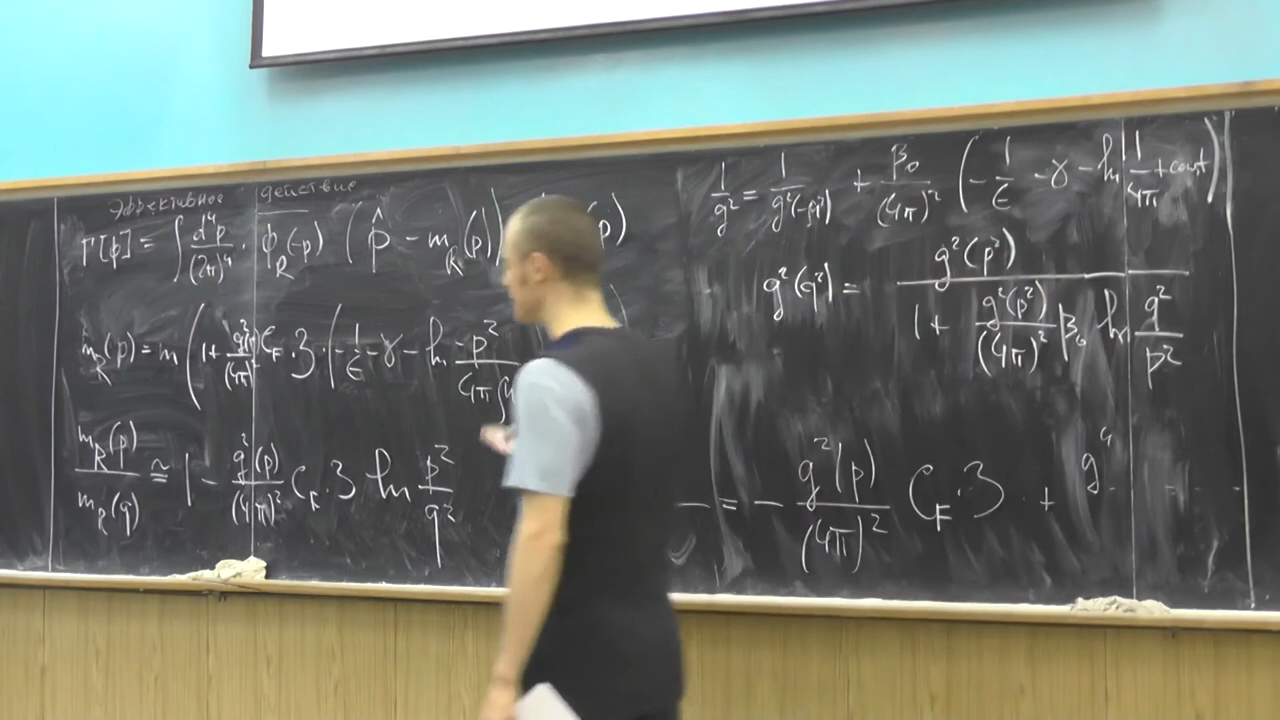 Эффективное действие
Γ[ϕ] = ∫ d⁴p/(2π)⁴ · ϕ̄_R(-p) (p̂ - m_R(p)) (p)
m_R(p) = m (1 + g²/(4π)² C_F · 3 · (-1/ε - γ - ln -p²/4π
m_R(p)/m_R(q) ≅ 1 - g²(p)/(4π)² C_F · 3 ln p²/q²
1/g² = 1/g²(-p²) + β₀/(4π)² (-1/ε - γ - ln 1/4π + const)
g²(q²) = g²(p²)/(1 + g²(p²)/(4π)² β₀ ln q²/p²)
= - g²(p)/(4π)² C_F · 3 · + g⁴ ...